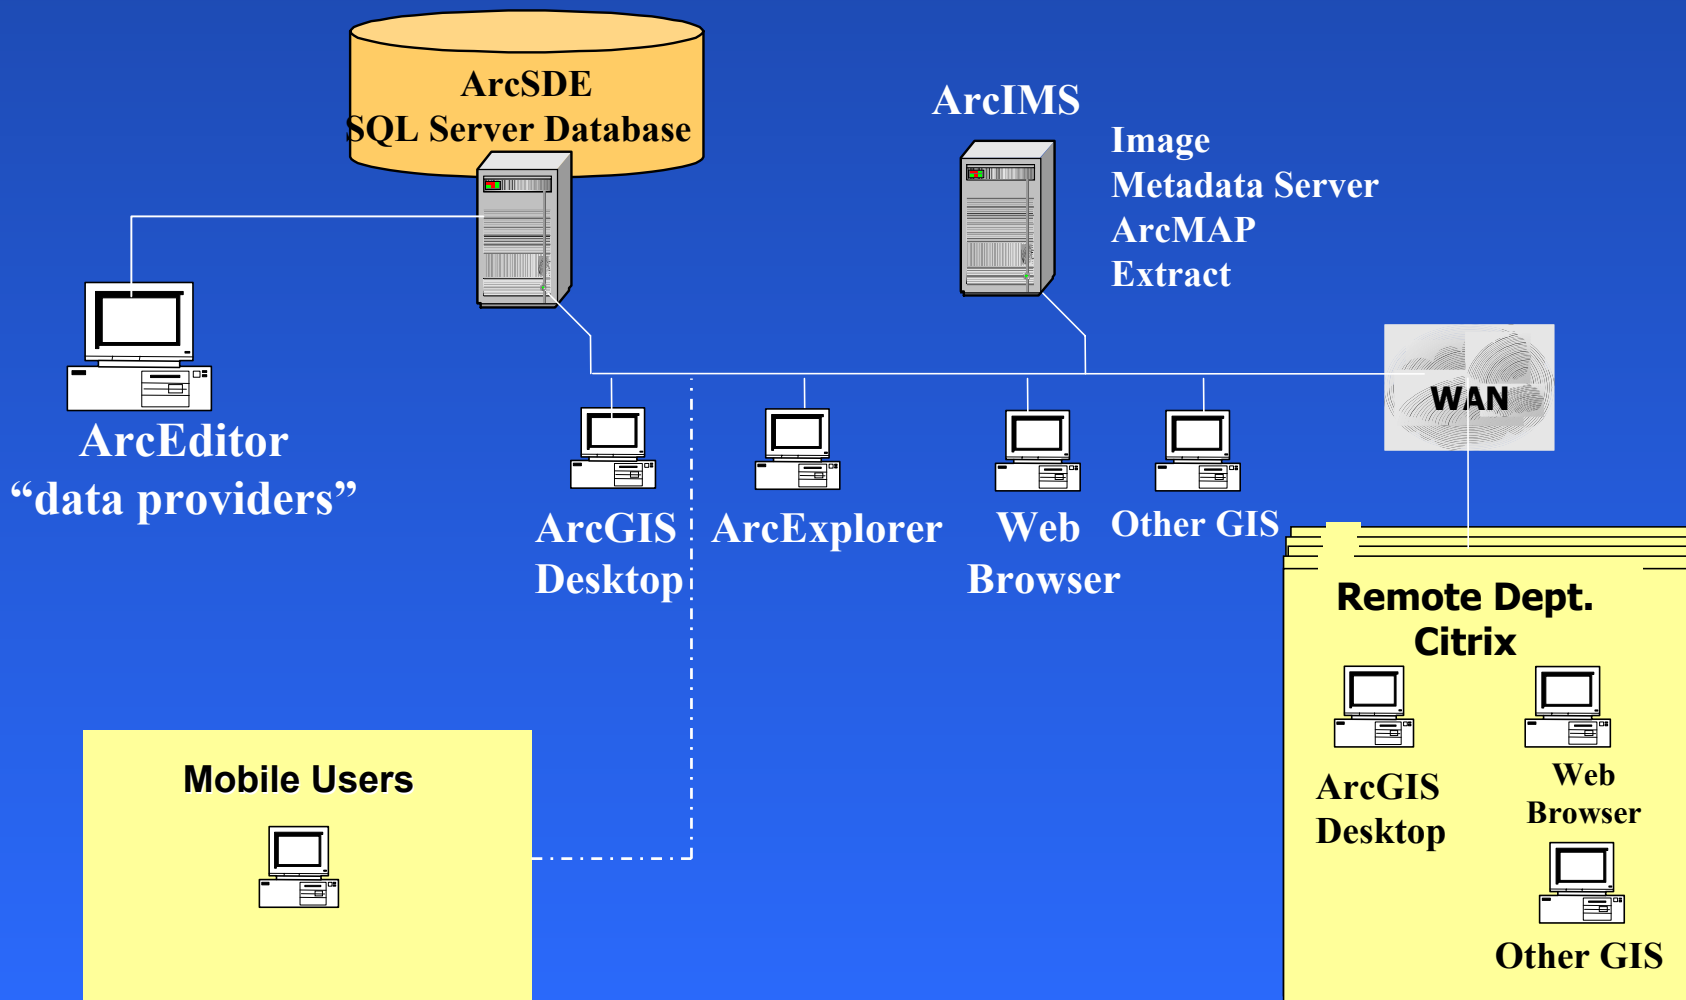 ArcSDE
SQL Server Database
ArcIMS
Image
Metadata Server
ArcMAP
Extract
WAN
ArcEditor
“data providers”
ArcGIS
Desktop
ArcExplorer
Web
Browser
Other GIS
Remote Dept.
Citrix
ArcGIS
Desktop
Web
Browser
Other GIS
Mobile Users